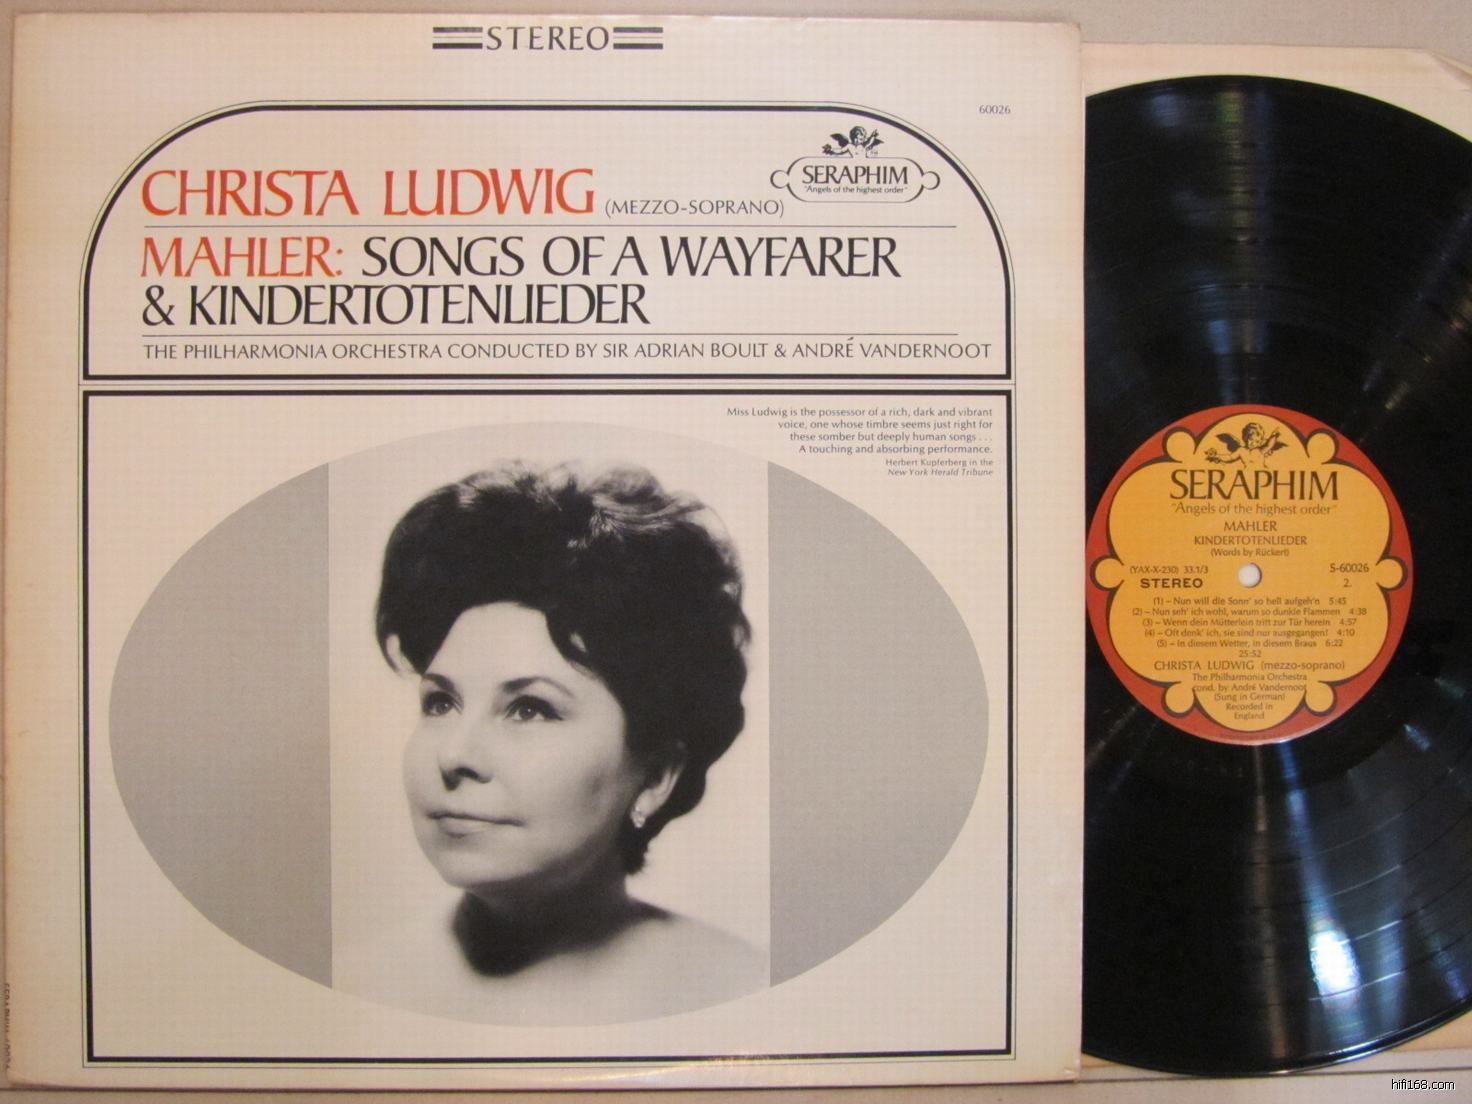 STEREO
60026
SERAPHIM
"Angels of the highest order"
CHRISTA LUDWIG (MEZZO-SOPRANO)
MAHLER: SONGS OF A WAYFARER
& KINDERTOTENLIEDER
THE PHILHARMONIA ORCHESTRA CONDUCTED BY SIR ADRIAN BOULT & ANDRÉ VANDERNOOT
Miss Ludwig is the possessor of a rich, dark and vibrant
voice, one whose timbre seems just right for
these somber but deeply human songs . . .
A touching and absorbing performance.
Herbert Kupferberg in the
New York Herald Tribune
SERAPHIM
"Angels of the highest order"
MAHLER
KINDERTOTENLIEDER
(Words by Rückert)
(YAX-X-230) 33.1/3
S-60026
STEREO
2.
(1) – Nun will die Sonn' so hell aufgeh'n 5:45
(2) – Nun seh' ich wohl, warum so dunkle Flammen 4:38
(3) – Wenn dein Mütterlein tritt zur Tür herein 4:57
(4) – Oft denk' ich, sie sind nur ausgegangen! 4:10
(5) – In diesem Wetter, in diesem Braus 6:22
25:52
CHRISTA LUDWIG (mezzo-soprano)
The Philharmonia Orchestra
cond. by André Vandernoot
(Sung in German)
Recorded in
England
hifi168.com